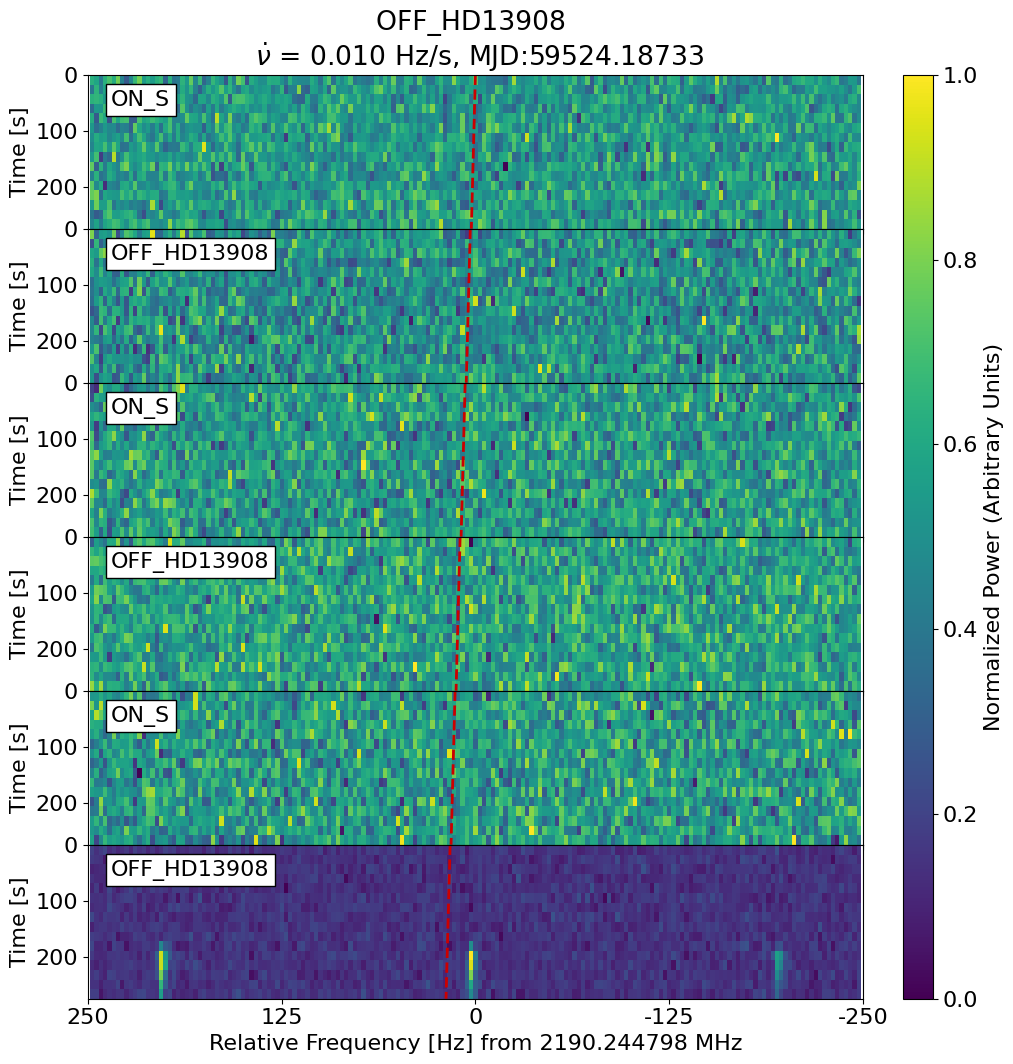 OFF_HD13908
ν̇ = 0.010 Hz/s, MJD:59524.18733
0
100
200
Time [s]
ON_S
0
100
200
Time [s]
OFF_HD13908
0
100
200
Time [s]
ON_S
0
100
200
Time [s]
OFF_HD13908
0
100
200
Time [s]
ON_S
0
100
200
Time [s]
OFF_HD13908
250 125 0 -125 -250
Relative Frequency [Hz] from 2190.244798 MHz
1.0
0.8
0.6
0.4
0.2
0.0
Normalized Power (Arbitrary Units)